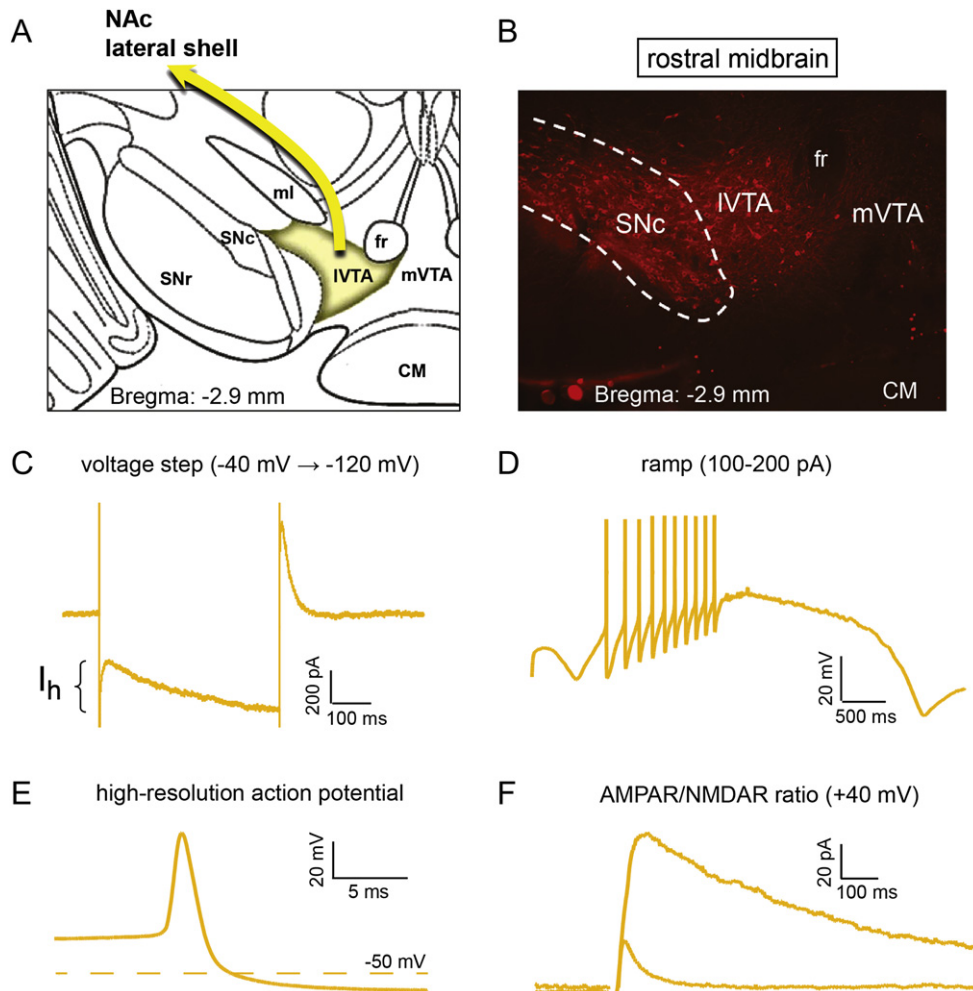 A
NAc
lateral shell
ml
SNc
fr
SNr
lVTA
mVTA
CM
Bregma: -2.9 mm
B
rostral midbrain
fr
lVTA
mVTA
SNc
Bregma: -2.9 mm
CM
C
voltage step (-40 mV → -120 mV)
Ih
200 pA
100 ms
D
ramp (100-200 pA)
20 mV
500 ms
E
high-resolution action potential
20 mV
5 ms
-50 mV
F
AMPAR/NMDAR ratio (+40 mV)
20 pA
100 ms